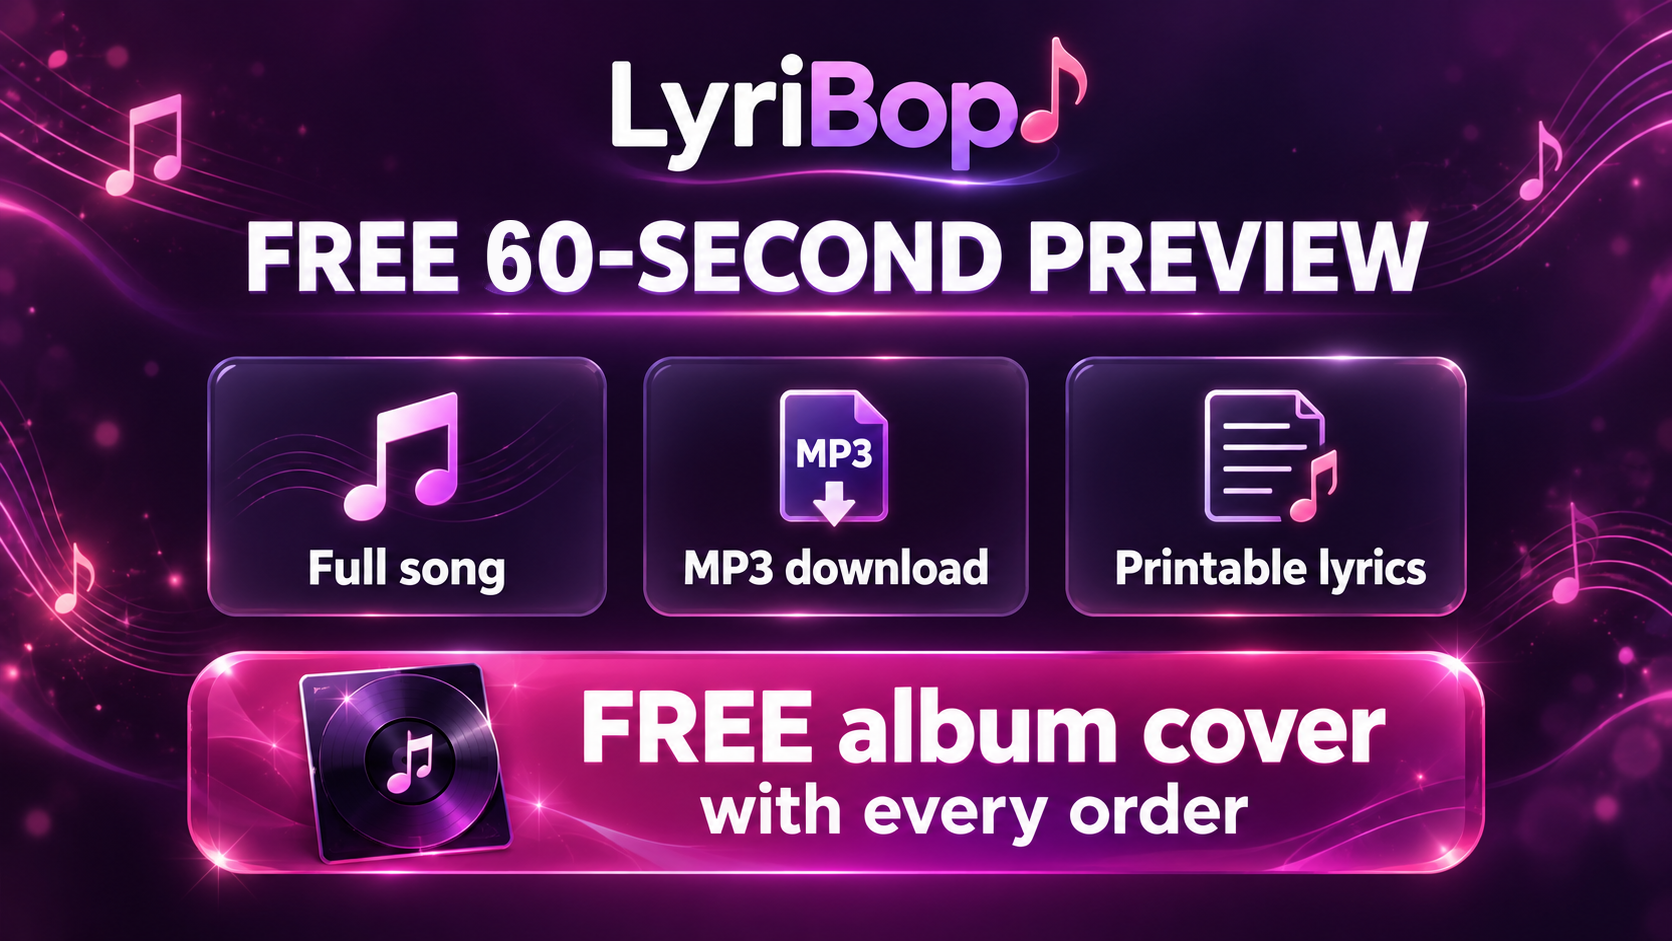 LyriBop
FREE 60-SECOND PREVIEW
Full song
MP3
MP3 download
Printable lyrics
FREE album cover
with every order